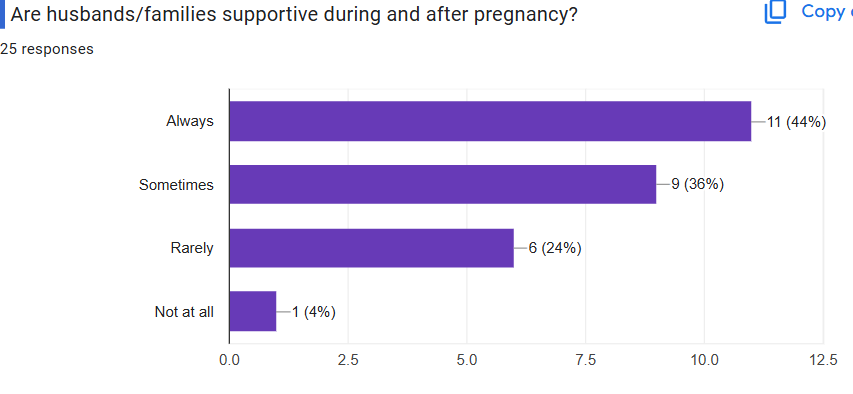 Are husbands/families supportive during and after pregnancy?
Copy
25 responses
Always
11 (44%)
Sometimes
9 (36%)
Rarely
6 (24%)
Not at all
1 (4%)
0.0 2.5 5.0 7.5 10.0 12.5